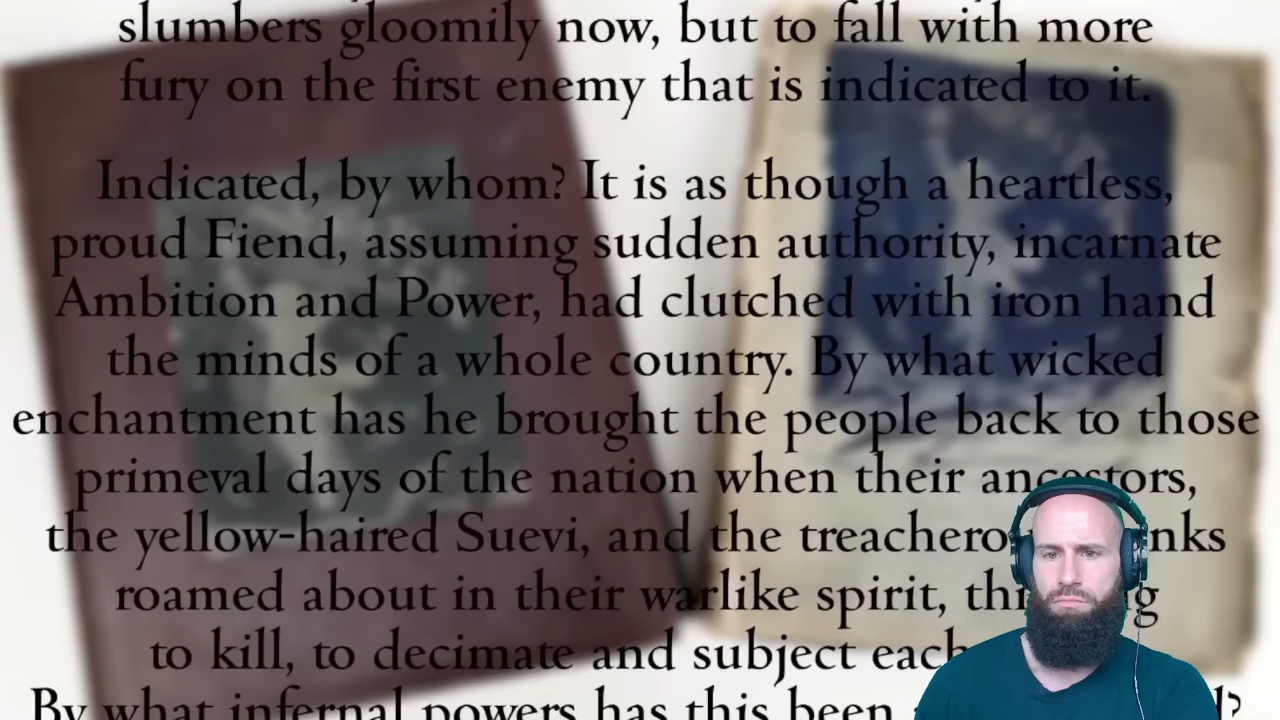 slumbers gloomily now, but to fall with more
fury on the first enemy that is indicated to it.
Indicated, by whom? It is as though a heartless,
proud Fiend, assuming sudden authority, incarnate
Ambition and Power, had clutched with iron hand
the minds of a whole country. By what wicked
enchantment has he brought the people back to those
primeval days of the nation when their ancestors,
the yellow-haired Suevi, and the
roamed about in their warlike spirit,
to kill, to decimate and subject each
By what infernal powers has this been